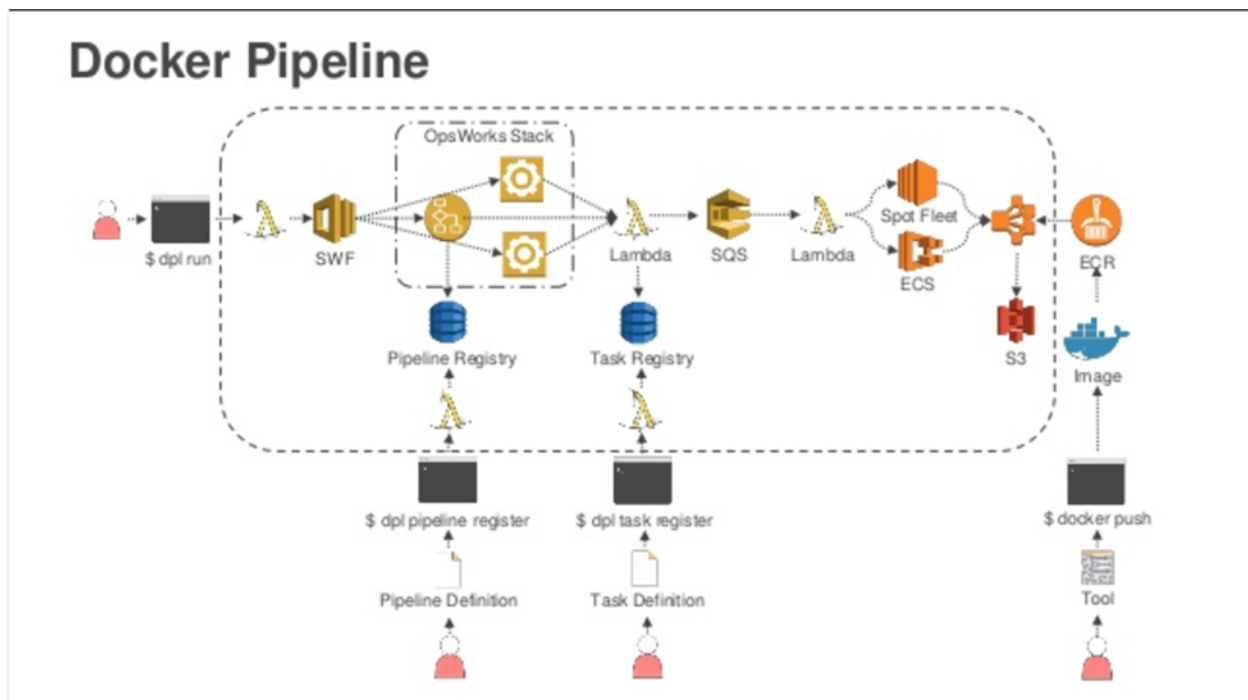 Docker Pipeline
OpsWorks Stack
$ dpl run
SWF
Lambda
SQS
Lambda
Spot Fleet
ECS
ECR
Pipeline Registry
Task Registry
S3
Image
$ dpl pipeline register
$ dpl task register
$ docker push
Pipeline Definition
Task Definition
Tool